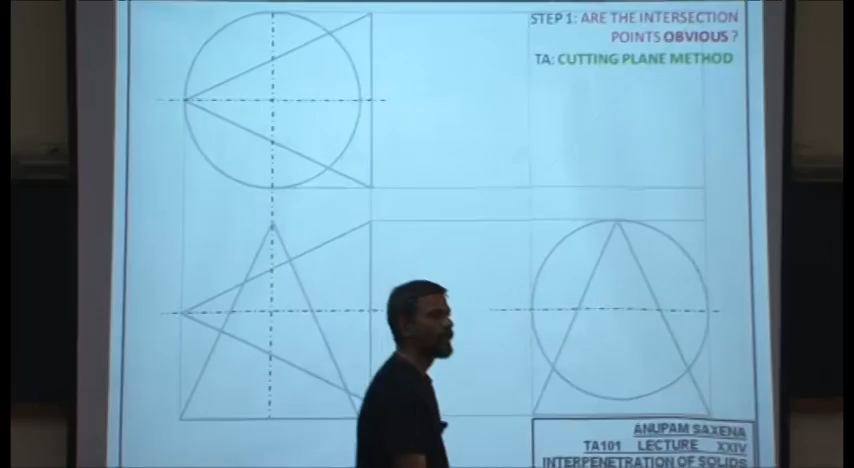 STEP 1: ARE THE INTERSECTION
POINTS OBVIOUS ?
TA: CUTTING PLANE METHOD
ANUPAM SAXENA
TA101 LECTURE XXIV
INTERPENETRATION OF SOLIDS